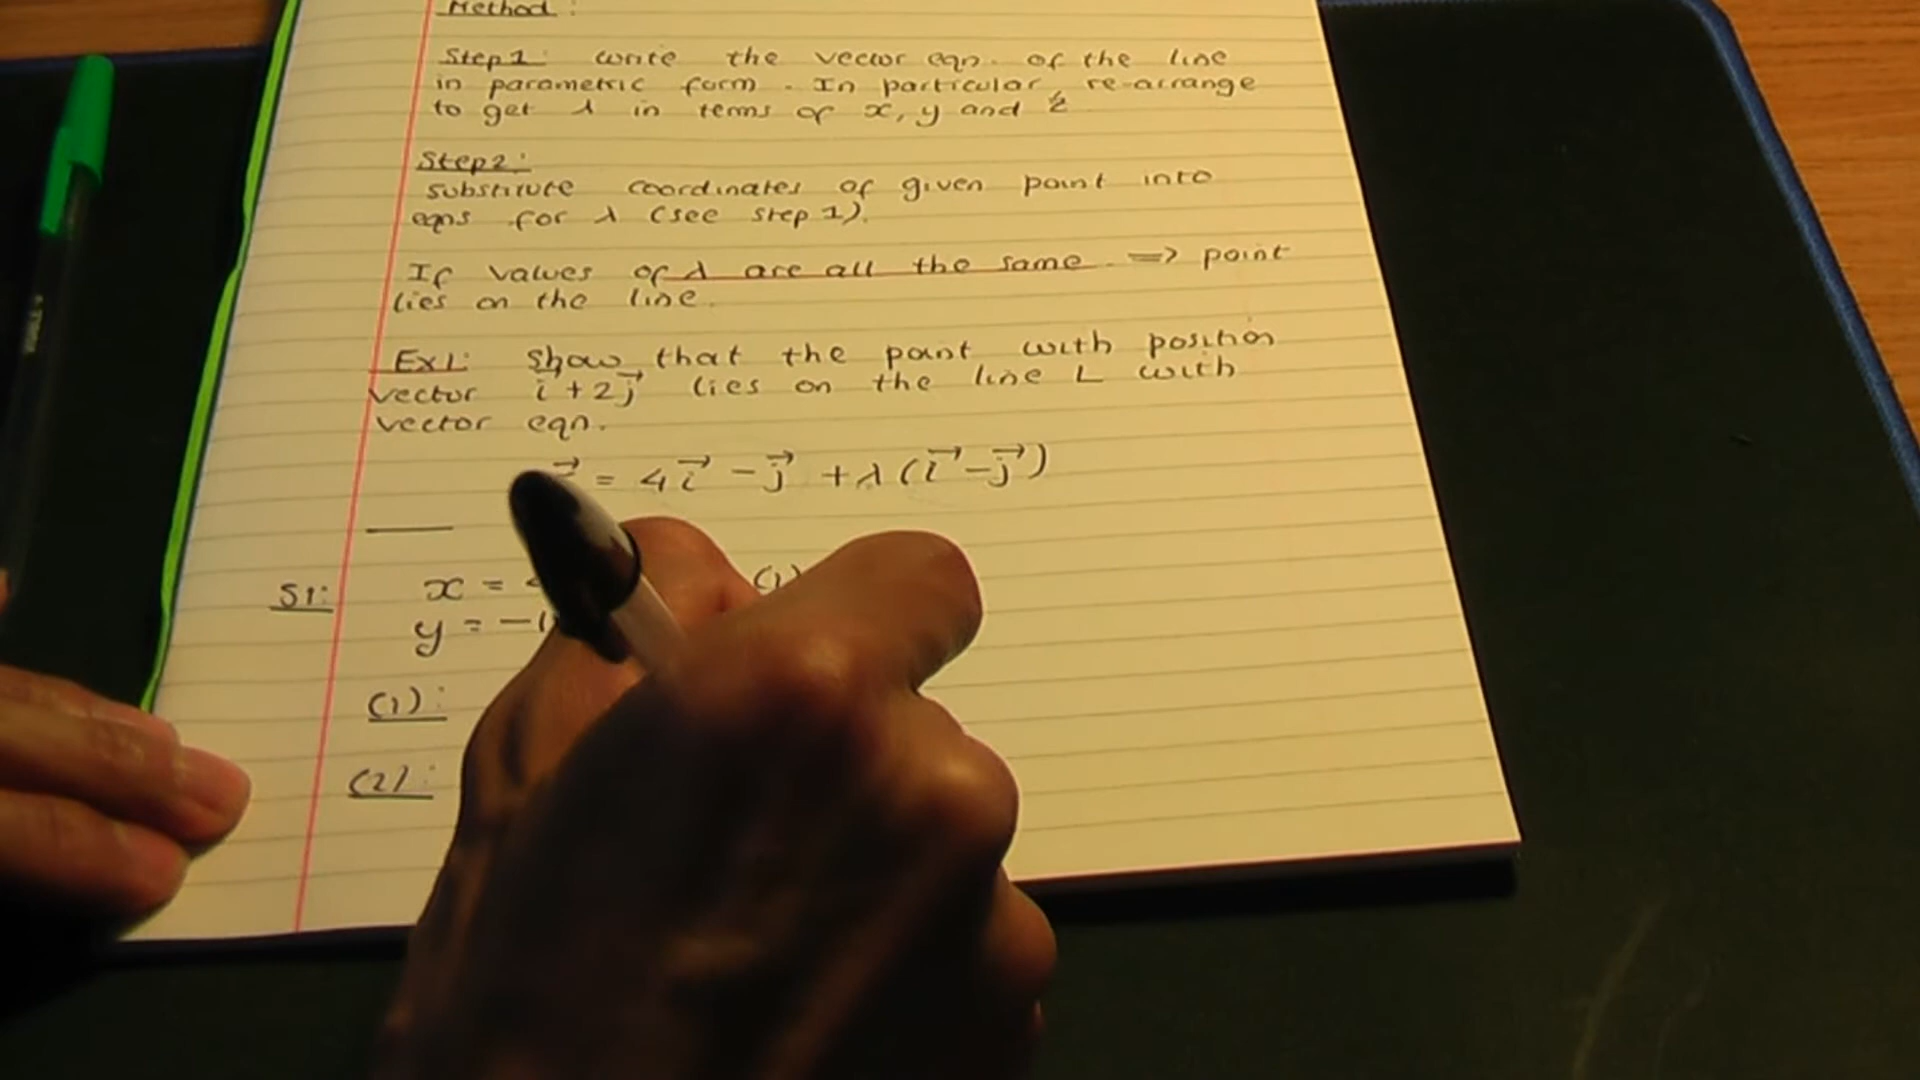 Method :
Step 1: write the vector eqn. of the line
in parametric form. In particular, re-arrange
to get λ in terms of x, y and z
Step 2:
substitute coordinates of given point into
eqns for λ (see step 1).
If values of λ are all the same => point
lies on the line.
Ex1: Show that the point with position
vector i⃗ + 2j⃗ lies on the line L with
vector eqn.
= 4i⃗ - j⃗ + λ(i⃗ - j⃗)
S1: x = (1)
y = -1
(1):
(2):